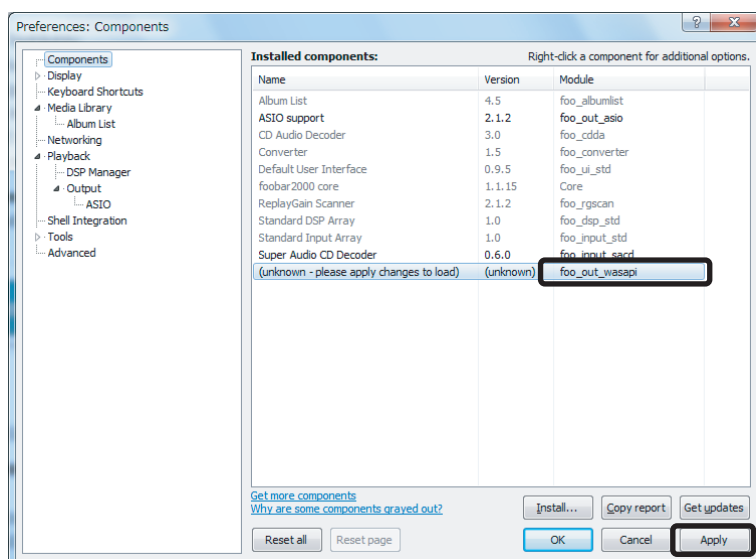 Preferences: Components
Components
Display
Keyboard Shortcuts
Media Library
Album List
Networking
Playback
DSP Manager
Output
ASIO
Shell Integration
Tools
Advanced
Installed components: Right-click a component for additional options.
Name Version Module
Album List 4.5 foo_albumlist
ASIO support 2.1.2 foo_out_asio
CD Audio Decoder 3.0 foo_cdda
Converter 1.5 foo_converter
Default User Interface 0.9.5 foo_ui_std
foobar2000 core 1.1.15 Core
ReplayGain Scanner 2.1.2 foo_rgscan
Standard DSP Array 1.0 foo_dsp_std
Standard Input Array 1.0 foo_input_std
Super Audio CD Decoder 0.6.0 foo_input_sacd
(unknown - please apply changes to load) (unknown) foo_out_wasapi
Get more components
Why are some components grayed out?
Install... Copy report Get updates
Reset all Reset page OK Cancel Apply